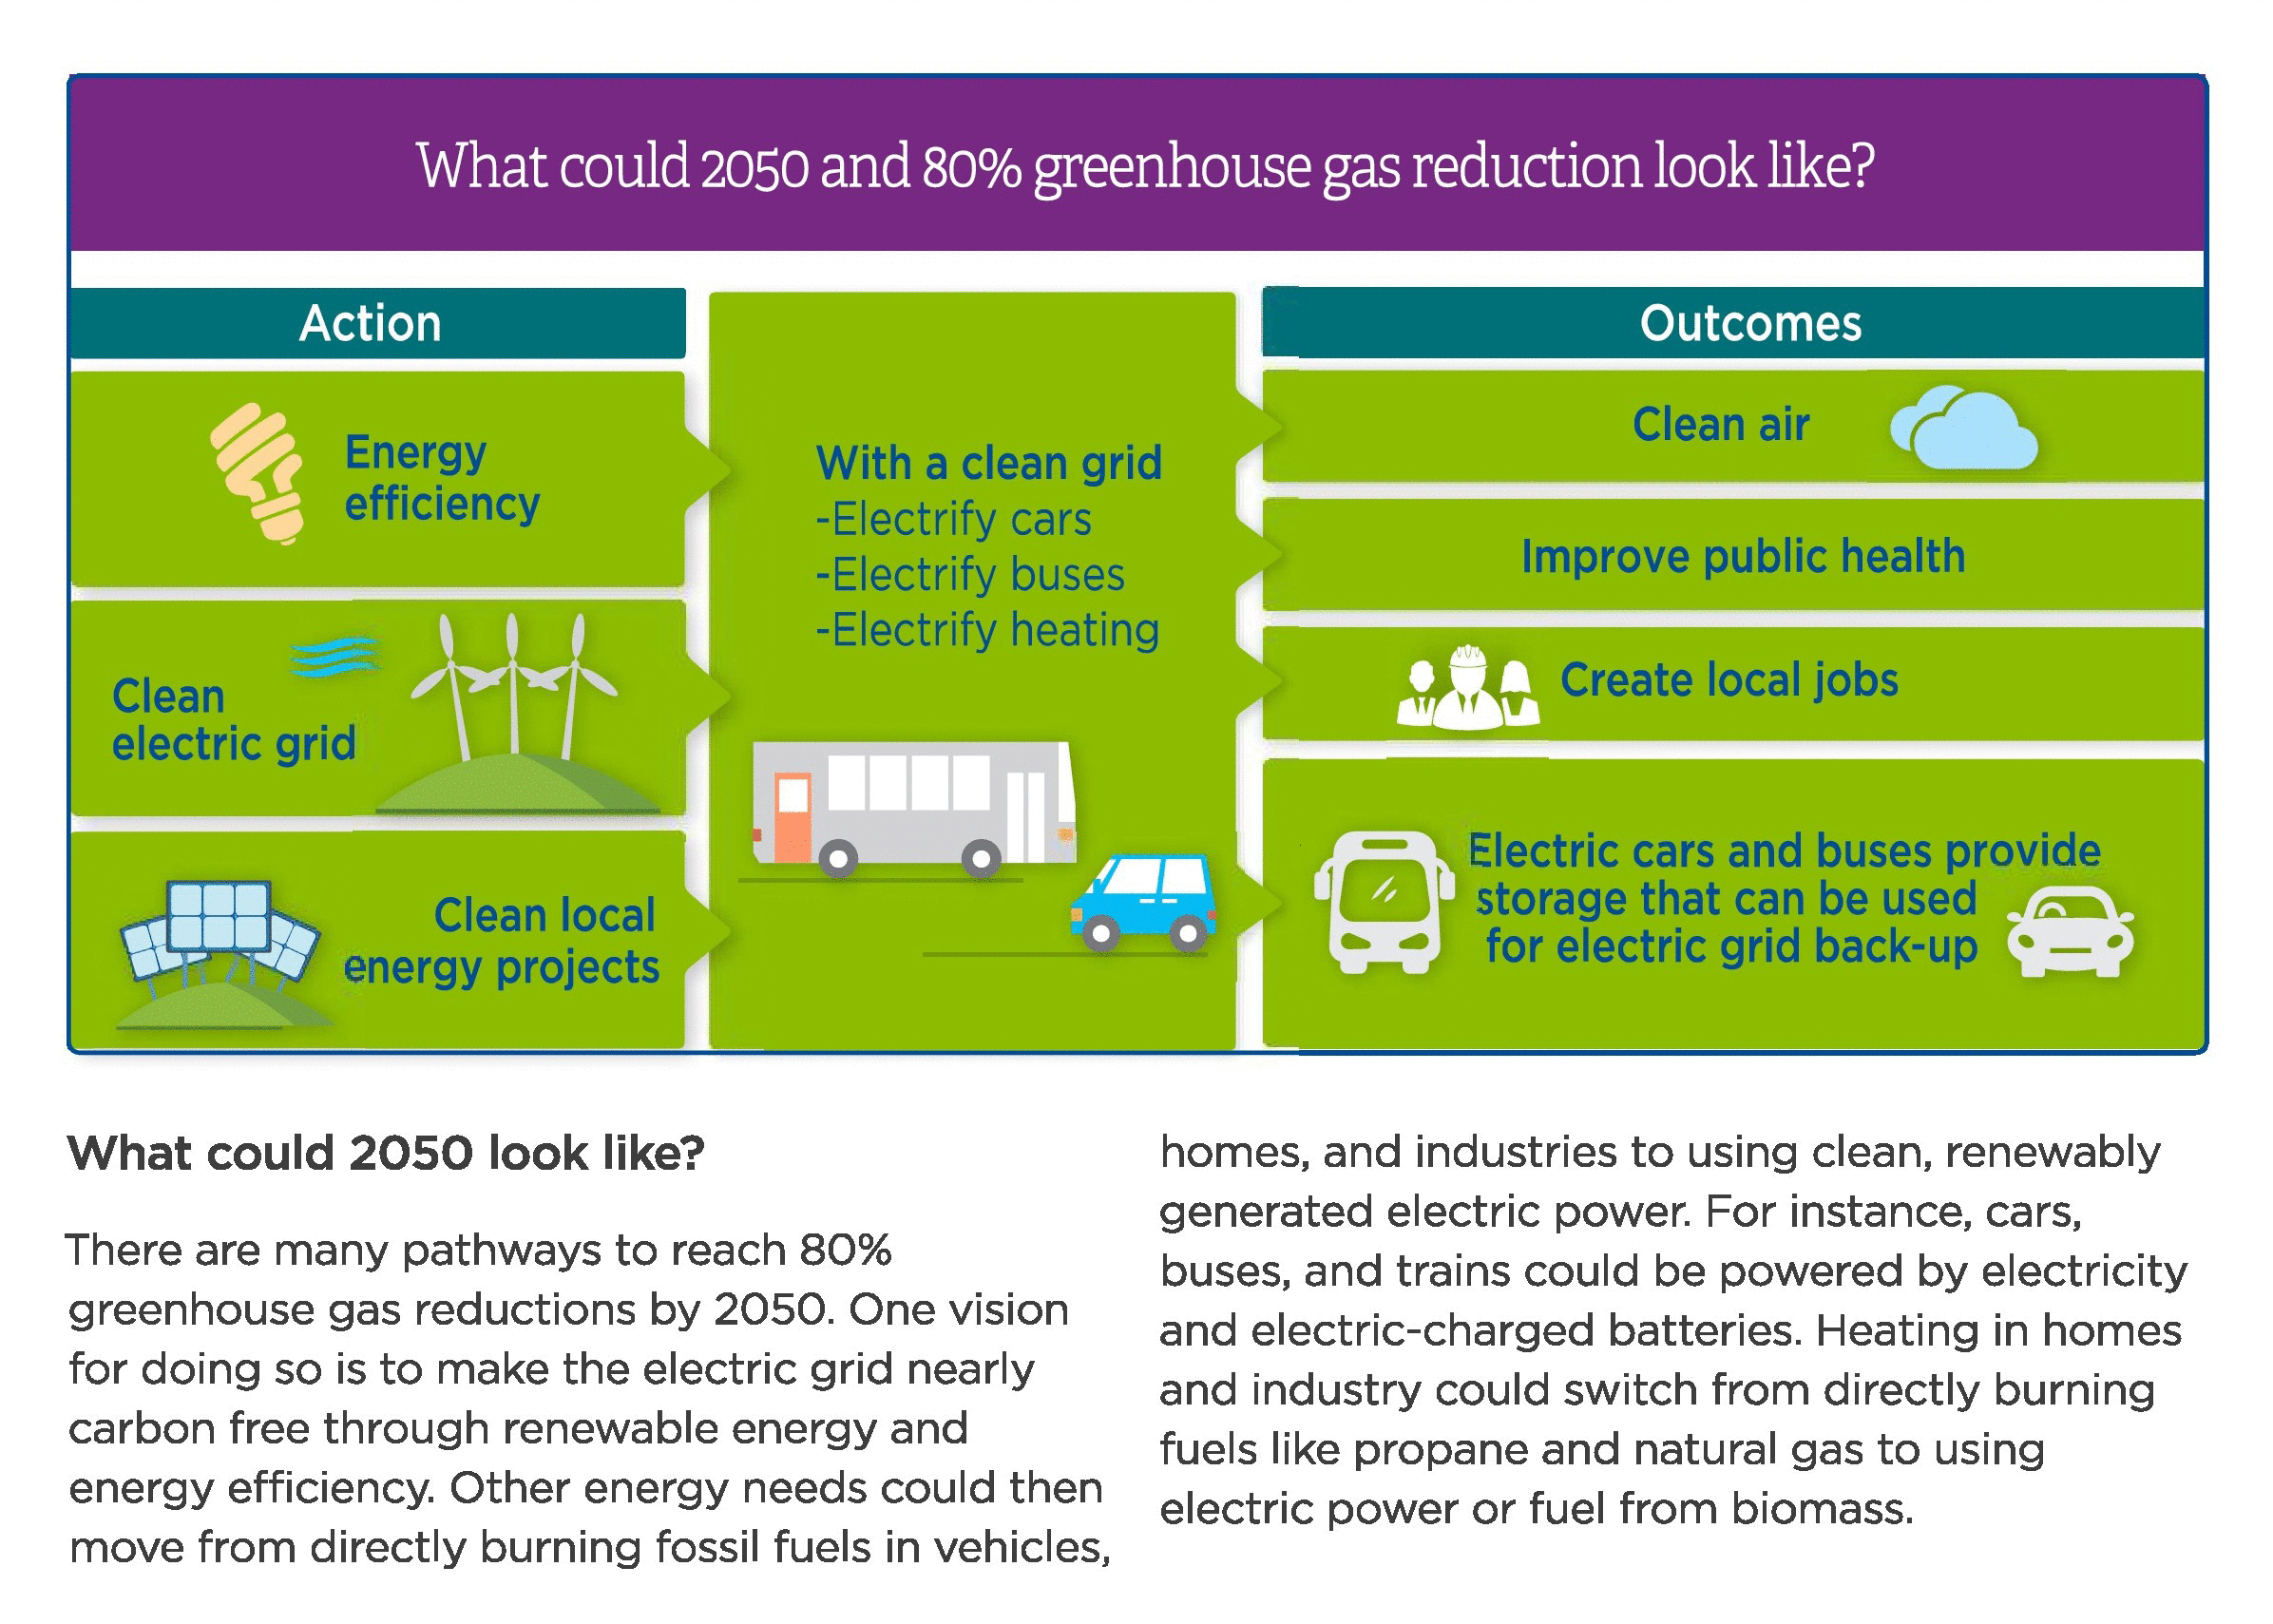 What could 2050 and 80% greenhouse gas reduction look like?
Action
Energy
efficiency
Clean
electric grid
Clean local
energy projects
With a clean grid
-Electrify cars
-Electrify buses
-Electrify heating
Outcomes
Clean air
Improve public health
Create local jobs
Electric cars and buses provide
storage that can be used
for electric grid back-up
What could 2050 look like?
There are many pathways to reach 80%
greenhouse gas reductions by 2050. One vision
for doing so is to make the electric grid nearly
carbon free through renewable energy and
energy efficiency. Other energy needs could then
move from directly burning fossil fuels in vehicles,
homes, and industries to using clean, renewably
generated electric power. For instance, cars,
buses, and trains could be powered by electricity
and electric-charged batteries. Heating in homes
and industry could switch from directly burning
fuels like propane and natural gas to using
electric power or fuel from biomass.